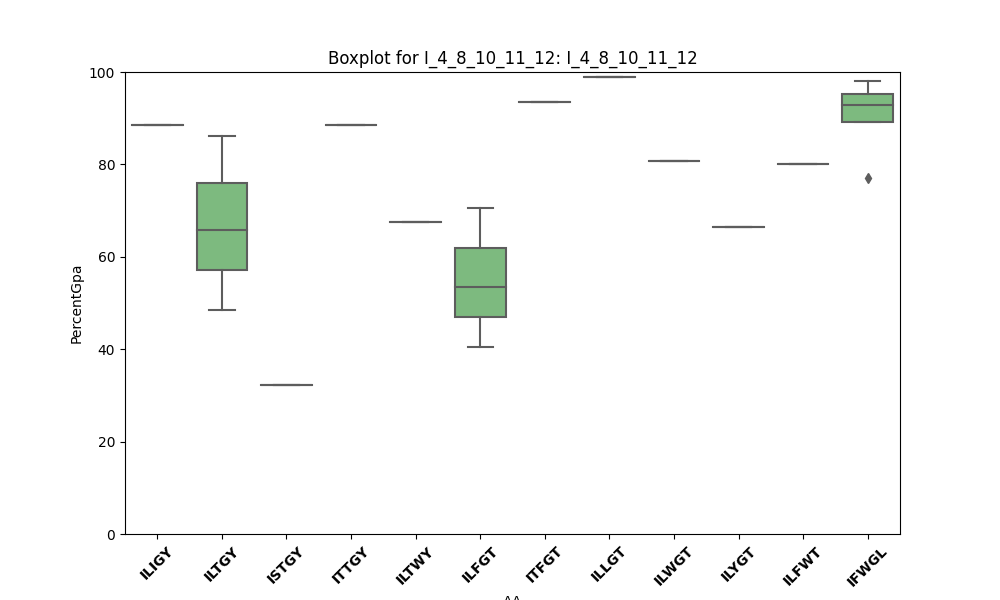 Boxplot for I_4_8_10_11_12: I_4_8_10_11_12
100
80
60
40
20
0
PercentGpa
ILIGY
ILTGY
ISTGY
ITTGY
ILTWY
ILFGT
ITFGT
ILLGT
ILWGT
ILYGT
ILFWT
IFWGL
AA